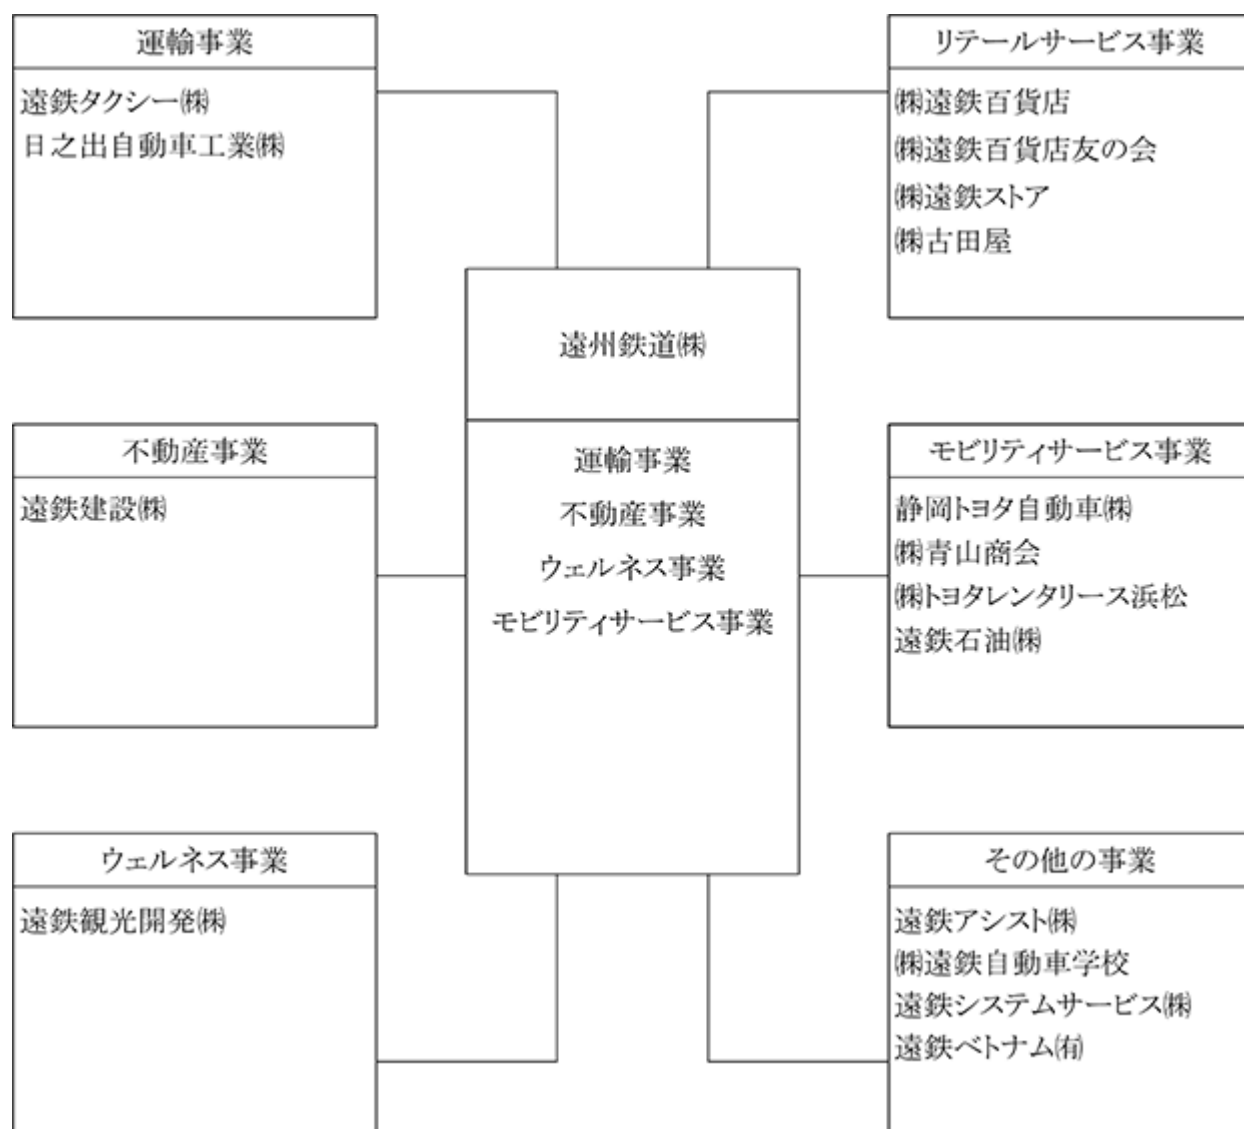 運輸事業
遠鉄タクシー㈱
日之出自動車工業㈱
リテールサービス事業
㈱遠鉄百貨店
㈱遠鉄百貨店友の会
㈱遠鉄ストア
㈱古田屋
遠州鉄道㈱
運輸事業
不動産事業
ウェルネス事業
モビリティサービス事業
不動産事業
遠鉄建設㈱
モビリティサービス事業
静岡トヨタ自動車㈱
㈱青山商会
㈱トヨタレンタリース浜松
遠鉄石油㈱
ウェルネス事業
遠鉄観光開発㈱
その他の事業
遠鉄アシスト㈱
㈱遠鉄自動車学校
遠鉄システムサービス㈱
遠鉄ベトナム㈲